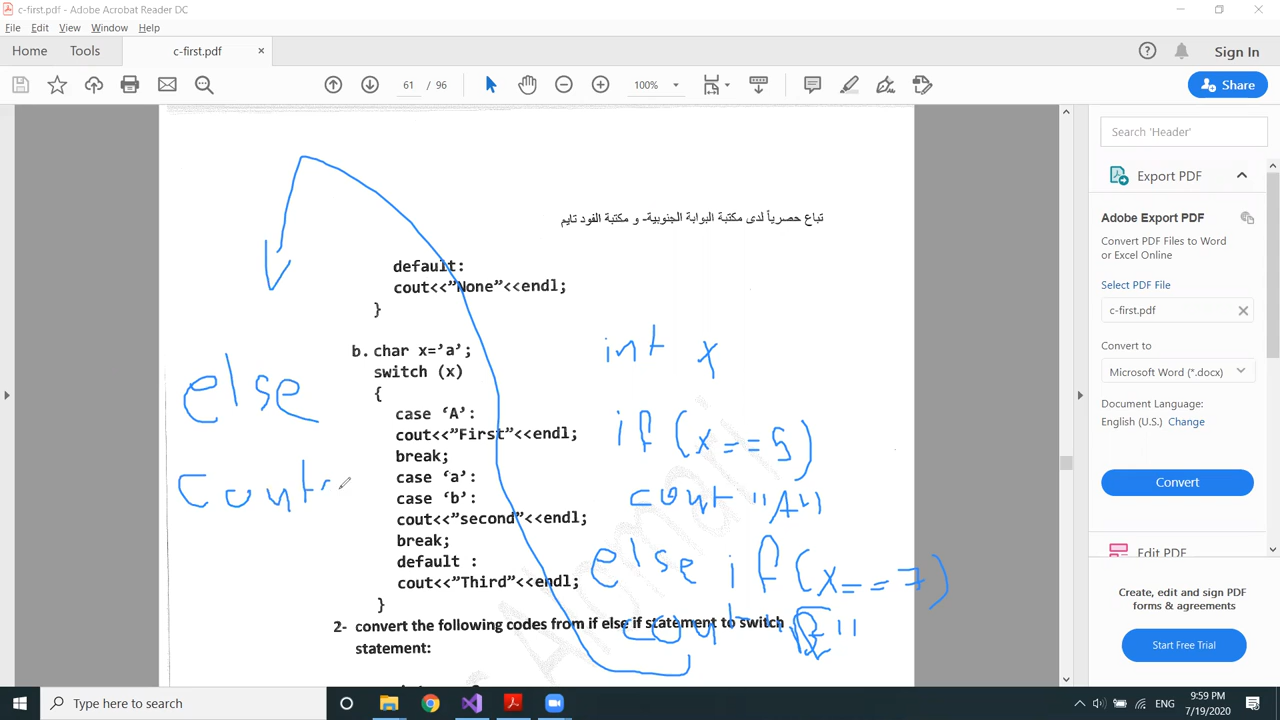 c-first.pdf - Adobe Acrobat Reader DC
File Edit View Window Help
Home Tools c-first.pdf × Sign In
61 / 96 100% Share
تباع حصرياً لدى مكتبة البوابة الجنوبية- و مكتبة الفود تايم
default:
cout<<”None”<<endl;
}
b. char x=’a’;
switch (x)
{
case ‘A’:
cout<<”First”<<endl;
break;
case ‘a’:
case ‘b’:
cout<<”second”<<endl;
break;
default :
cout<<”Third”<<endl;
}
2- convert the following codes from if else if statement to switch
statement:
else
cout
int x
if (x==5)
cout "A"
else if (x==7)
cout
Search 'Header'
Export PDF
Adobe Export PDF
Convert PDF Files to Word
or Excel Online
Select PDF File
c-first.pdf
Convert to
Microsoft Word (*.docx)
Document Language:
English (U.S.) Change
Convert
Edit PDF
Create, edit and sign PDF
forms & agreements
Start Free Trial
Type here to search
ENG
9:59 PM
7/19/2020